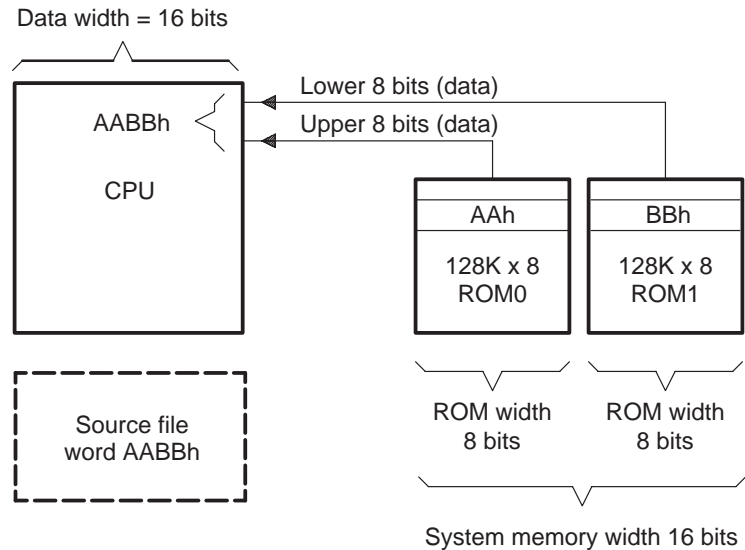 Data width = 16 bits
Lower 8 bits (data)
AABBh
Upper 8 bits (data)
CPU
AAh
BBh
128K x 8
ROM0
128K x 8
ROM1
Source file
word AABBh
ROM width
8 bits
ROM width
8 bits
System memory width 16 bits